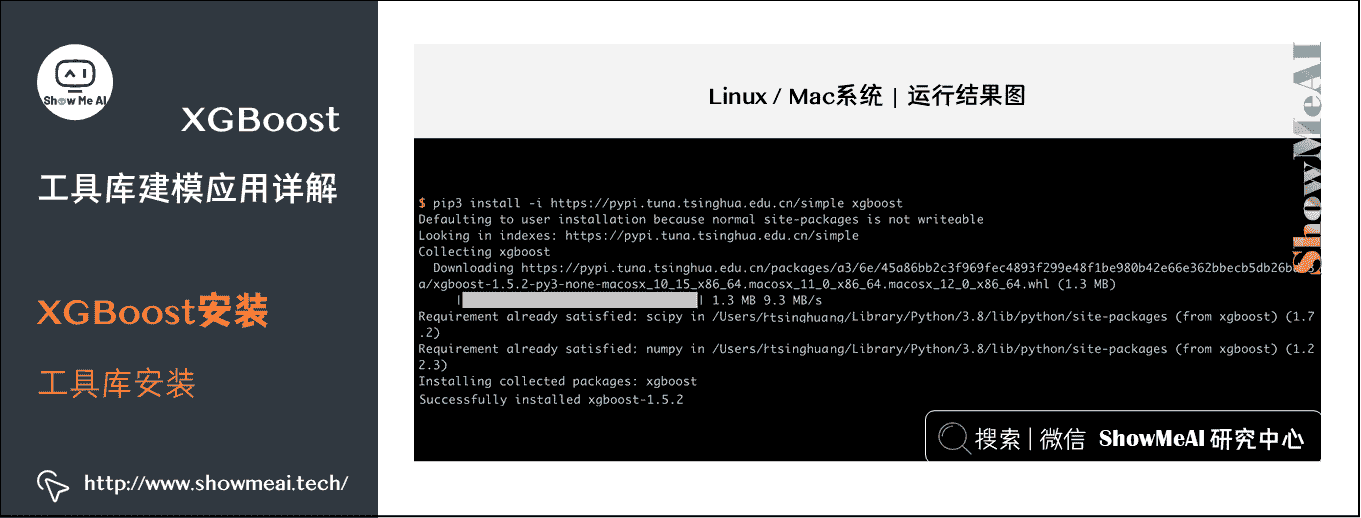 Show Me AI
XGBoost
工具库建模应用详解
XGBoost安装
工具库安装
http://www.showmeai.tech/
Linux / Mac系统 | 运行结果图
$ pip3 install -i https://pypi.tuna.tsinghua.edu.cn/simple xgboost
Defaulting to user installation because normal site-packages is not writeable
Looking in indexes: https://pypi.tuna.tsinghua.edu.cn/simple
Collecting xgboost
Downloading https://pypi.tuna.tsinghua.edu.cn/packages/a3/6e/45a86bb2c3f969fec4893f299e48f1be980b42e66e362bbecb5db26b
a/xgboost-1.5.2-py3-none-macosx_10_15_x86_64.macosx_11_0_x86_64.macosx_12_0_x86_64.whl (1.3 MB)
| | 1.3 MB 9.3 MB/s
Requirement already satisfied: scipy in /Users/htsinghuang/Library/Python/3.8/lib/python/site-packages (from xgboost) (1.7
.2)
Requirement already satisfied: numpy in /Users/htsinghuang/Library/Python/3.8/lib/python/site-packages (from xgboost) (1.2
2.3)
Installing collected packages: xgboost
Successfully installed xgboost-1.5.2
ShowMeAI
搜索 | 微信 ShowMeAI 研究中心